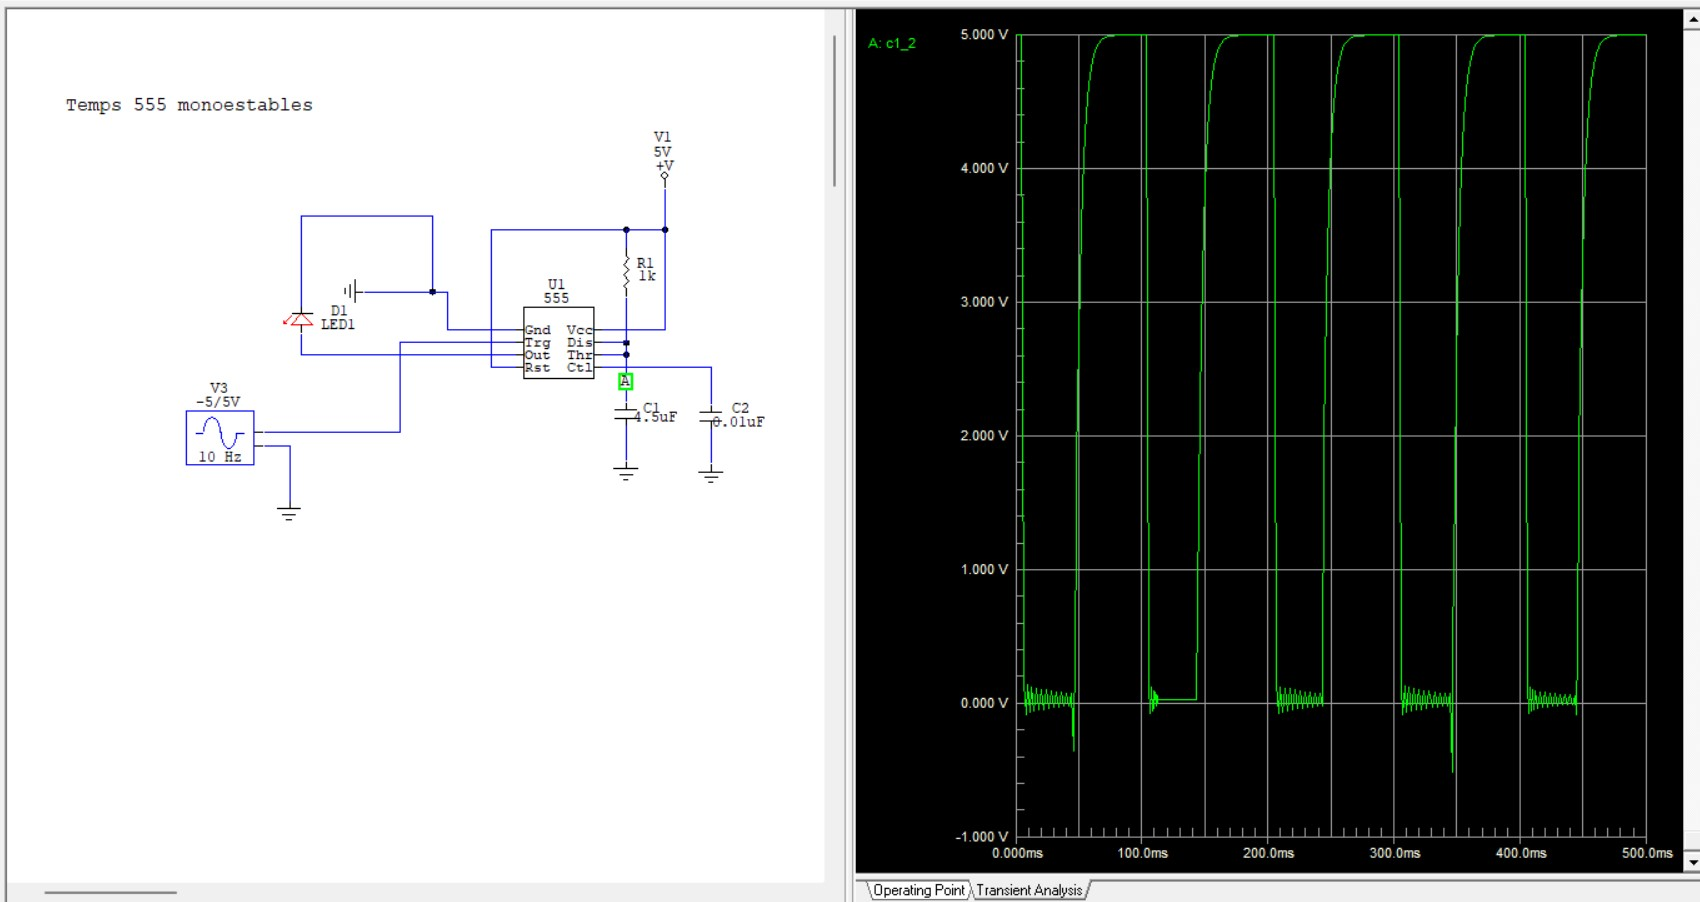 Temps 555 monoestables
V1
5V
+V
R1
1k
U1
555
D1
LED1
Gnd Vcc
Trg Dis
Out Thr
Rst Ctl
A
V3
-5/5V
10 Hz
C1
4.5uF
C2
0.01uF
A: c1_2
5.000 V
4.000 V
3.000 V
2.000 V
1.000 V
0.000 V
-1.000 V
0.000ms 100.0ms 200.0ms 300.0ms 400.0ms 500.0ms
Operating Point Transient Analysis